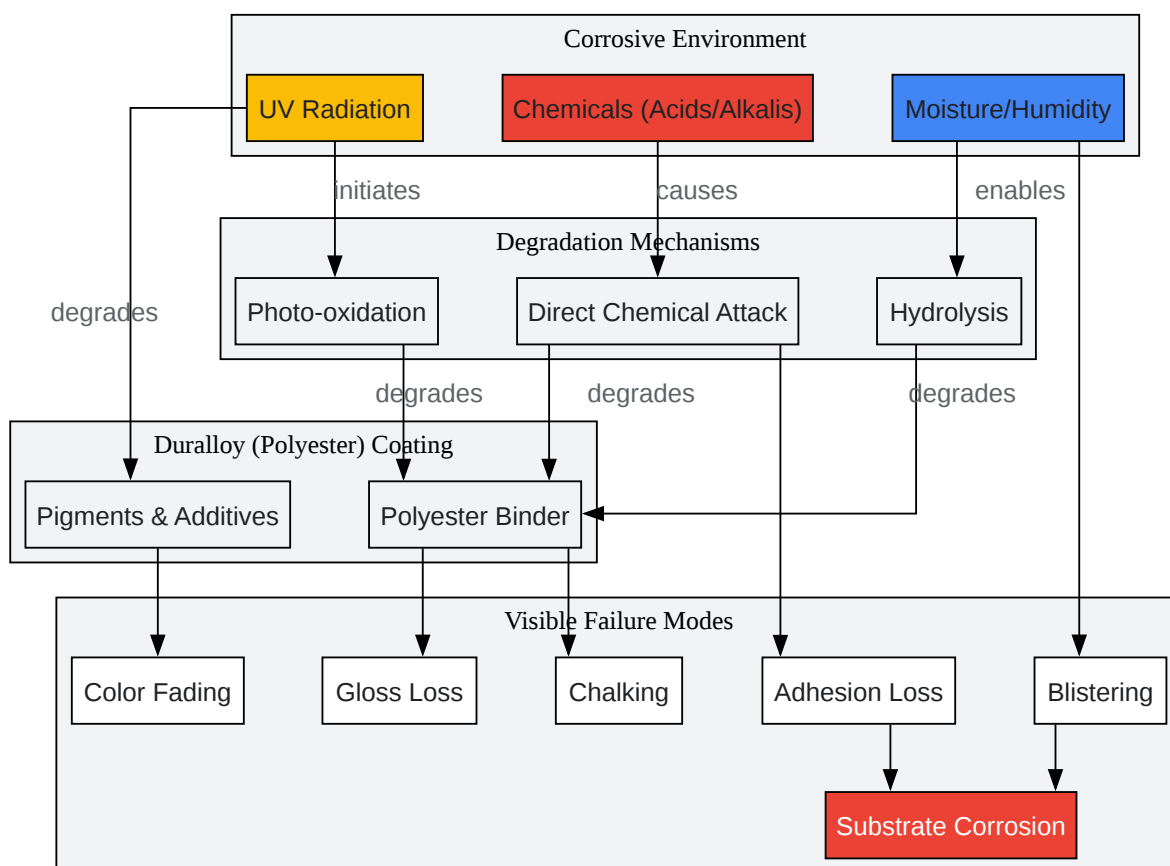 Corrosive Environment
UV Radiation
Chemicals (Acids/Alkalis)
Moisture/Humidity
initiates
causes
enables
Degradation Mechanisms
Photo-oxidation
Direct Chemical Attack
Hydrolysis
degrades
degrades
degrades
degrades
Duralloy (Polyester) Coating
Pigments & Additives
Polyester Binder
Visible Failure Modes
Color Fading
Gloss Loss
Chalking
Adhesion Loss
Blistering
Substrate Corrosion